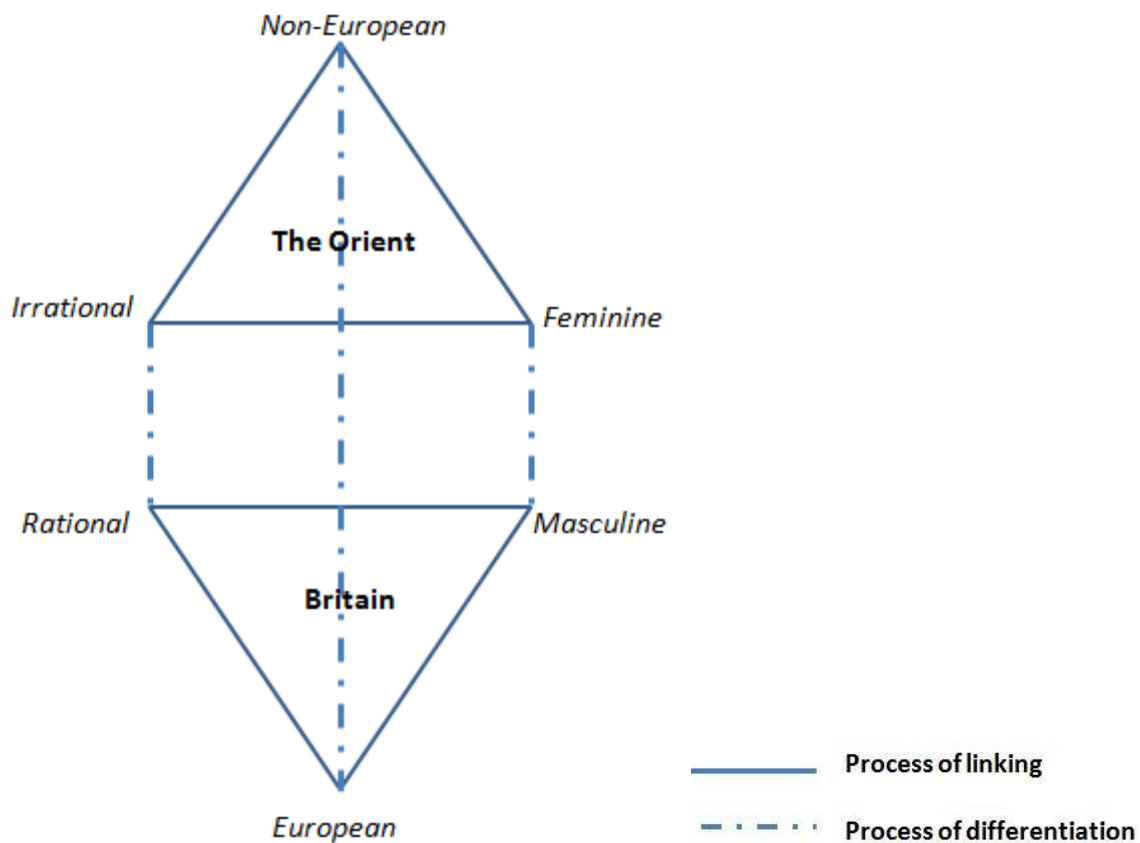 Non-European
The Orient
Irrational
Feminine
Rational
Masculine
Britain
European
Process of linking
Process of differentiation